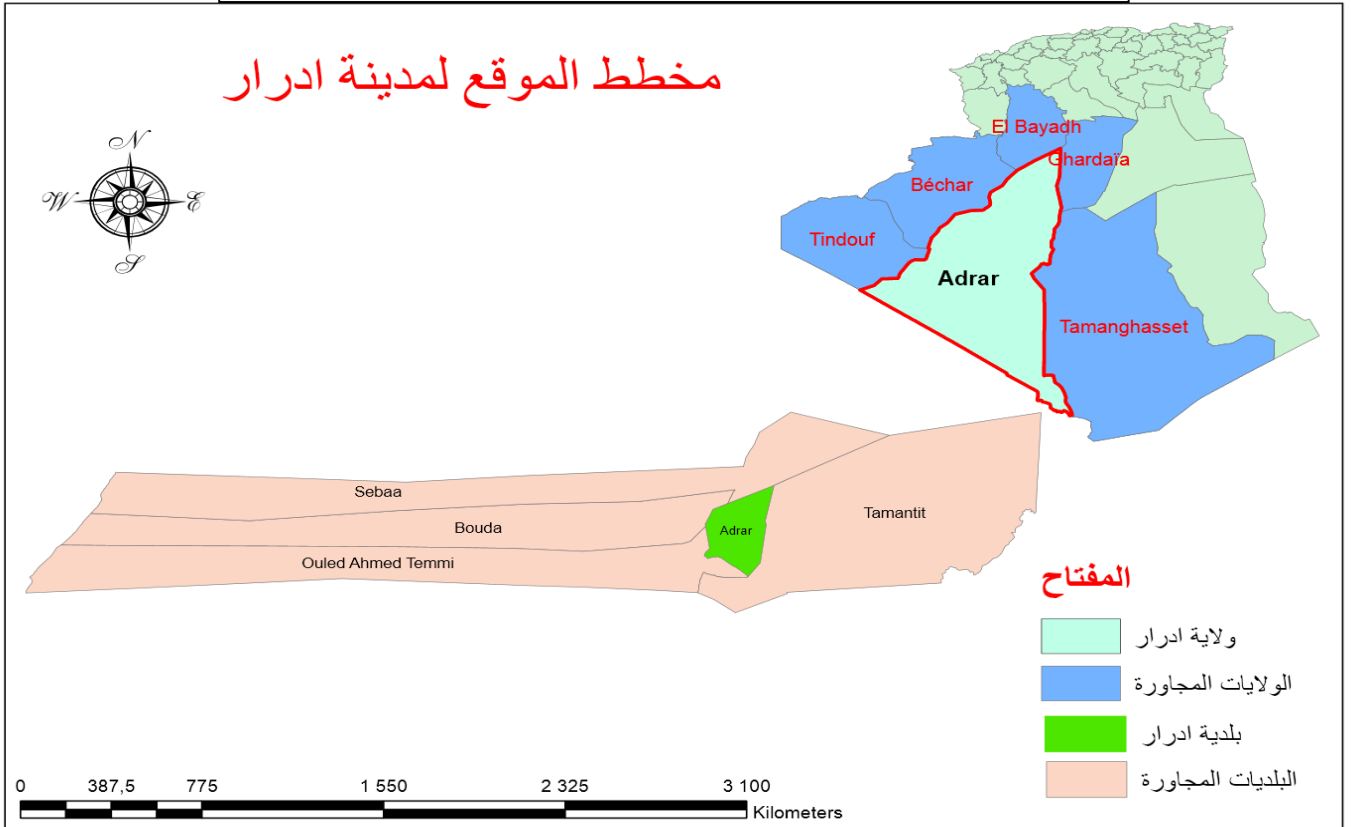 مخطط الموقع لمدينة ادرار
N
W
E
S
El Bayadh
Ghardaïa
Béchar
Tindouf
Adrar
Tamanghasset
Sebaa
Bouda
Ouled Ahmed Temmi
Adrar
Tamantit
المفتاح
ولاية ادرار
الولايات المجاورة
بلدية ادرار
البلديات المجاورة
0 387,5 775 1 550 2 325 3 100
Kilometers